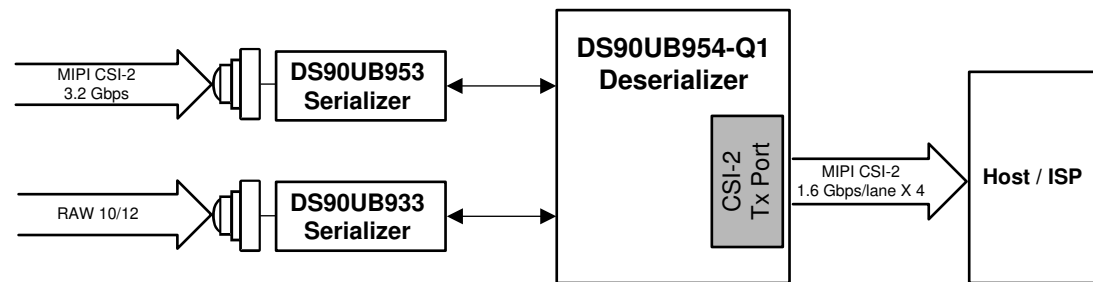 MIPI CSI-2
3.2 Gbps
DS90UB953
Serializer
RAW 10/12
DS90UB933
Serializer
DS90UB954-Q1
Deserializer
CSI-2
Tx Port
MIPI CSI-2
1.6 Gbps/lane X 4
Host / ISP